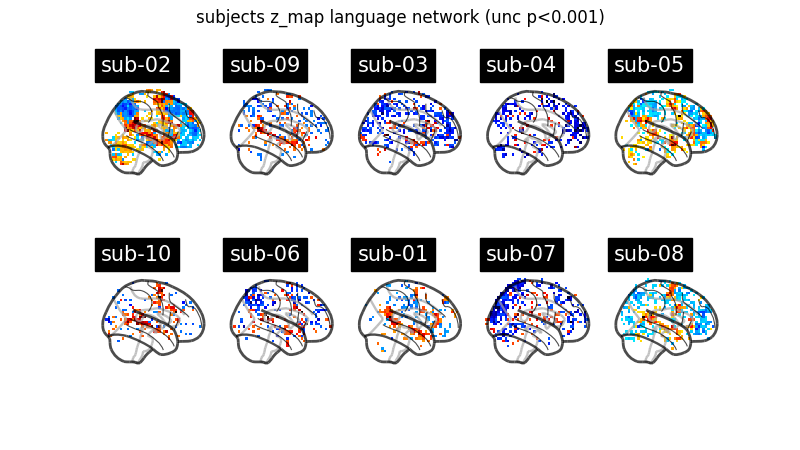 subjects z_map language network (unc p<0.001)
sub-02 sub-09 sub-03 sub-04 sub-05
sub-10 sub-06 sub-01 sub-07 sub-08